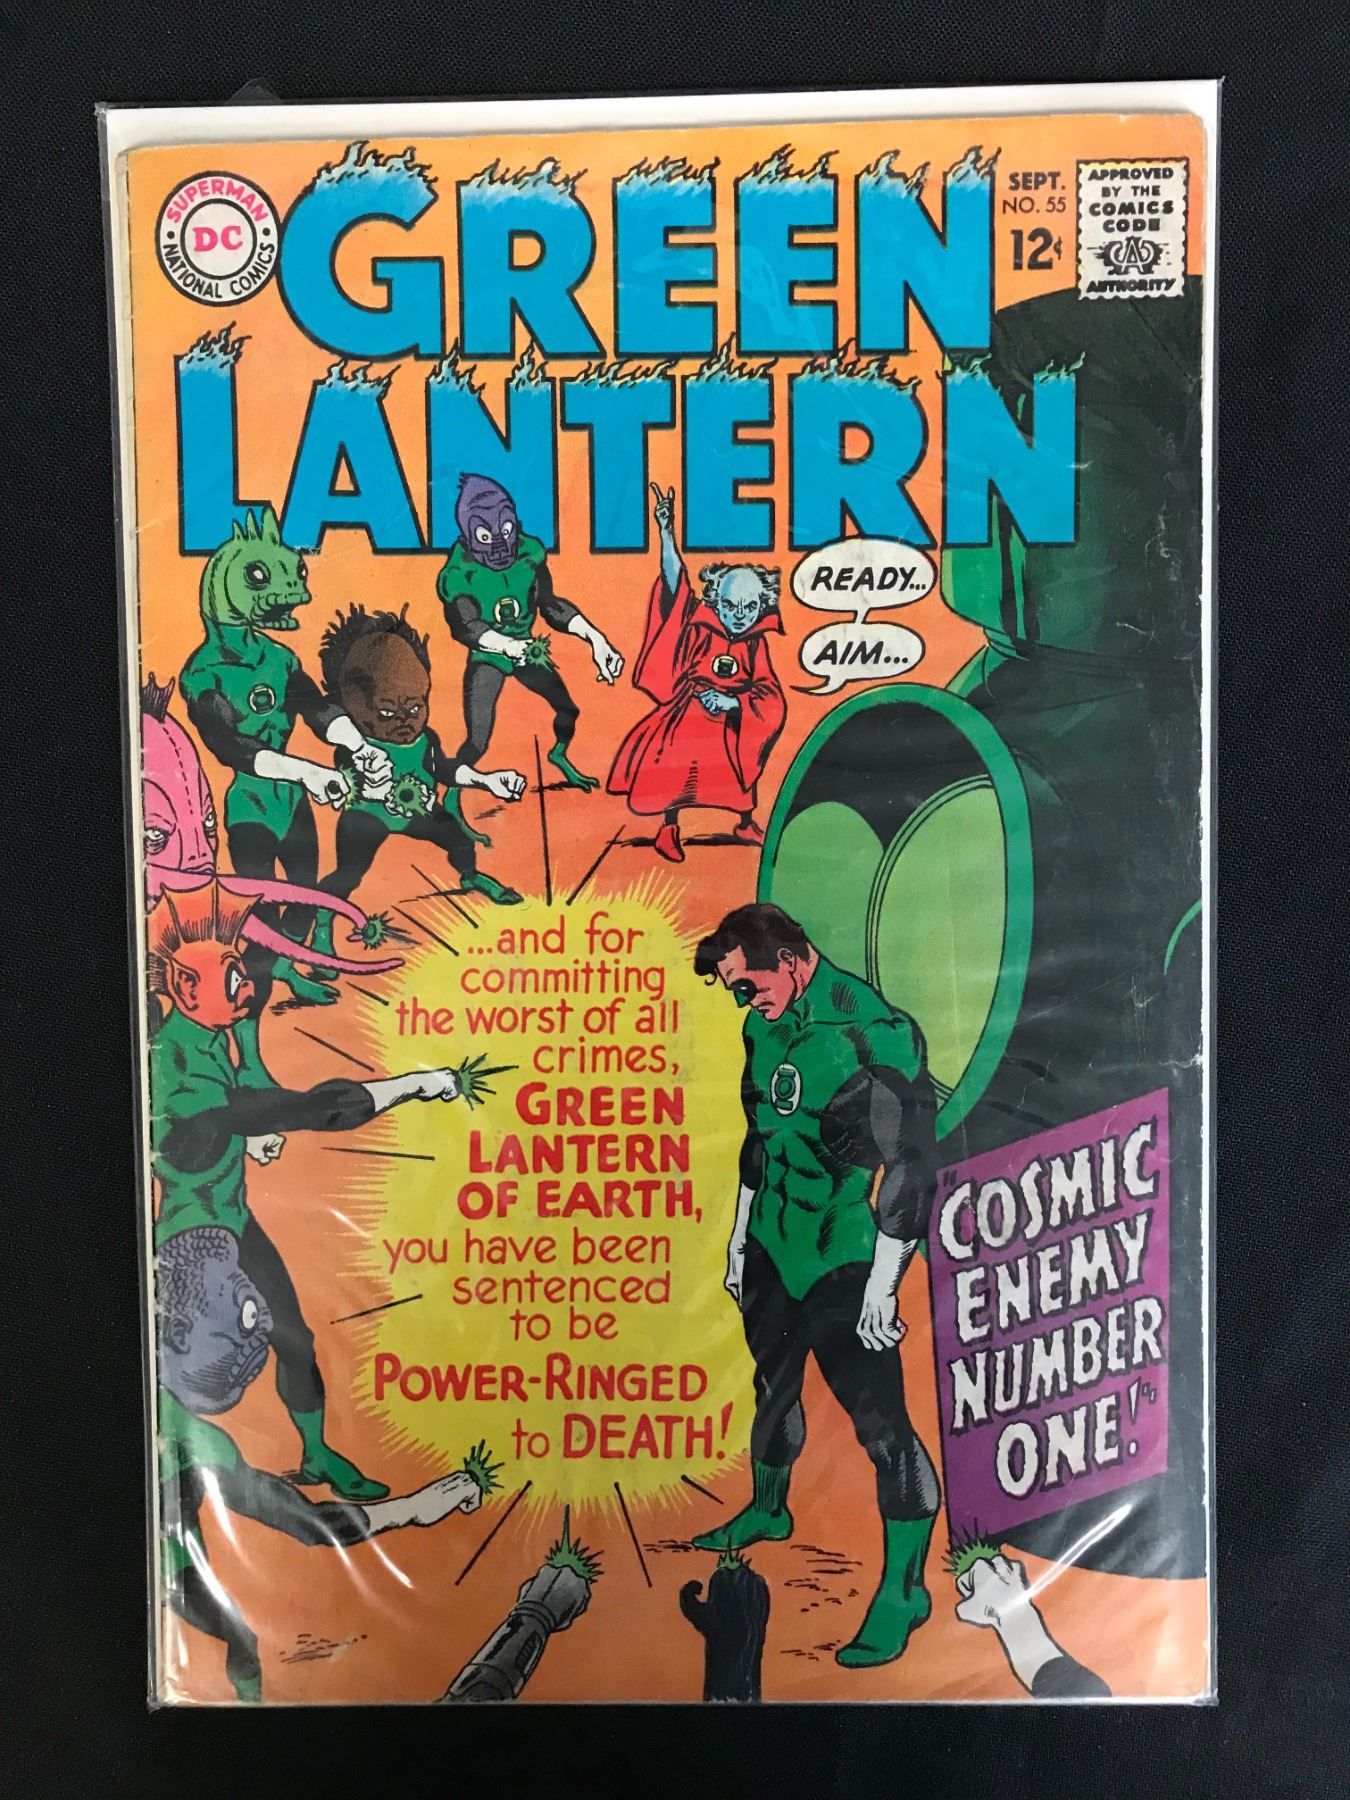 SUPERMAN
DC
NATIONAL COMICS
GREEN
LANTERN
SEPT.
NO. 55
12¢
APPROVED
BY THE
COMICS
CODE
CA
AUTHORITY
READY...
AIM...
...and for
committing
the worst of all
crimes,
GREEN
LANTERN
OF EARTH,
you have been
sentenced
to be
POWER-RINGED
to DEATH!
"COSMIC
ENEMY
NUMBER
ONE!"